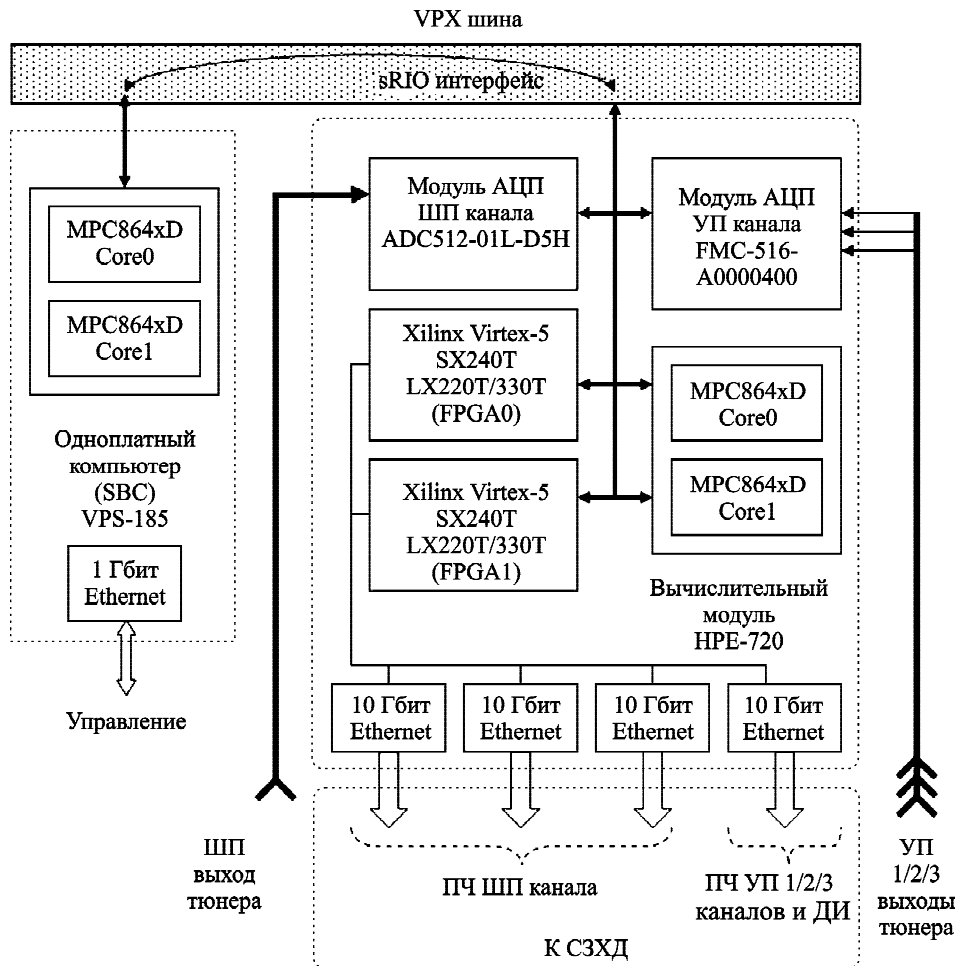 VPX шина
sRIO интерфейс
MPC864xD
Core0
MPC864xD
Core1
Одноплатный
компьютер
(SBC)
VPS-185
1 Гбит
Ethernet
Управление
Модуль АЦП
ШП канала
ADC512-01L-D5H
Модуль АЦП
УП канала
FMC-516-
A0000400
Xilinx Virtex-5
SX240T
LX220T/330T
(FPGA0)
MPC864xD
Core0
Xilinx Virtex-5
SX240T
LX220T/330T
(FPGA1)
MPC864xD
Core1
Вычислительный
модуль
HPE-720
10 Гбит
Ethernet
10 Гбит
Ethernet
10 Гбит
Ethernet
10 Гбит
Ethernet
ШП
выход
тюнера
ПЧ ШП канала
ПЧ УП 1/2/3
каналов и ДИ
УП
1/2/3
выходы
тюнера
К СЗХД